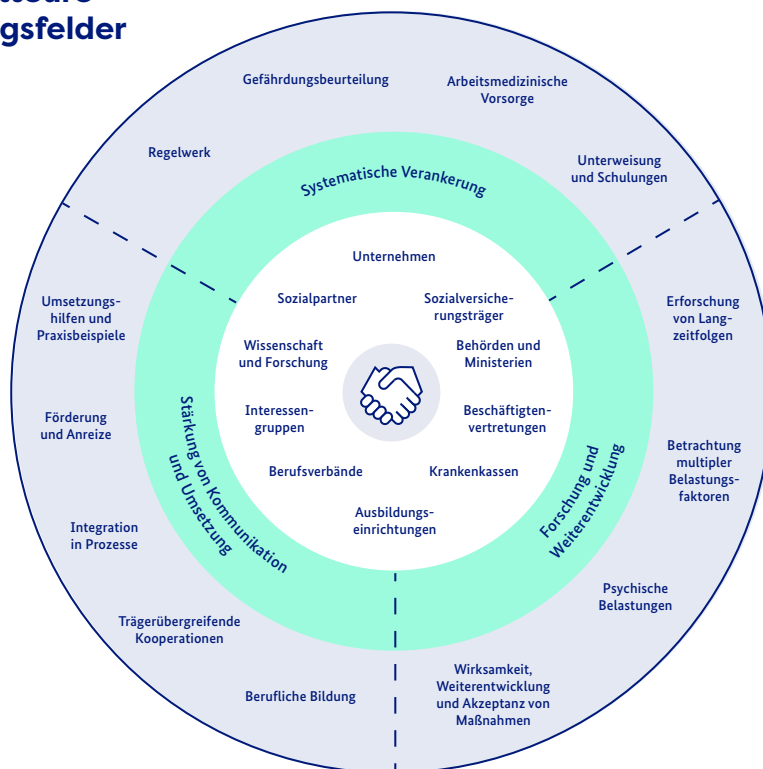 gsfelder
Gefährdungsbeurteilung
Arbeitsmedizinische
Vorsorge
Regelwerk
Unterweisung
und Schulungen
Systematische Verankerung
Unternehmen
Sozialpartner
Sozialversiche-
rungsträger
Wissenschaft
und Forschung
Behörden und
Ministerien
Interessen-
gruppen
Beschäftigten-
vertretungen
Berufsverbände
Krankenkassen
Ausbildungs-
einrichtungen
Umsetzungs-
hilfen und
Praxisbeispiele
Förderung
und Anreize
Integration
in Prozesse
Trägerübergreifende
Kooperationen
Berufliche Bildung
Stärkung von Kommunikation
und Umsetzung
Forschung und
Weiterentwicklung
Erforschung
von Lang-
zeitfolgen
Betrachtung
multipler
Belastungs-
faktoren
Psychische
Belastungen
Wirksamkeit,
Weiterentwicklung
und Akzeptanz von
Maßnahmen